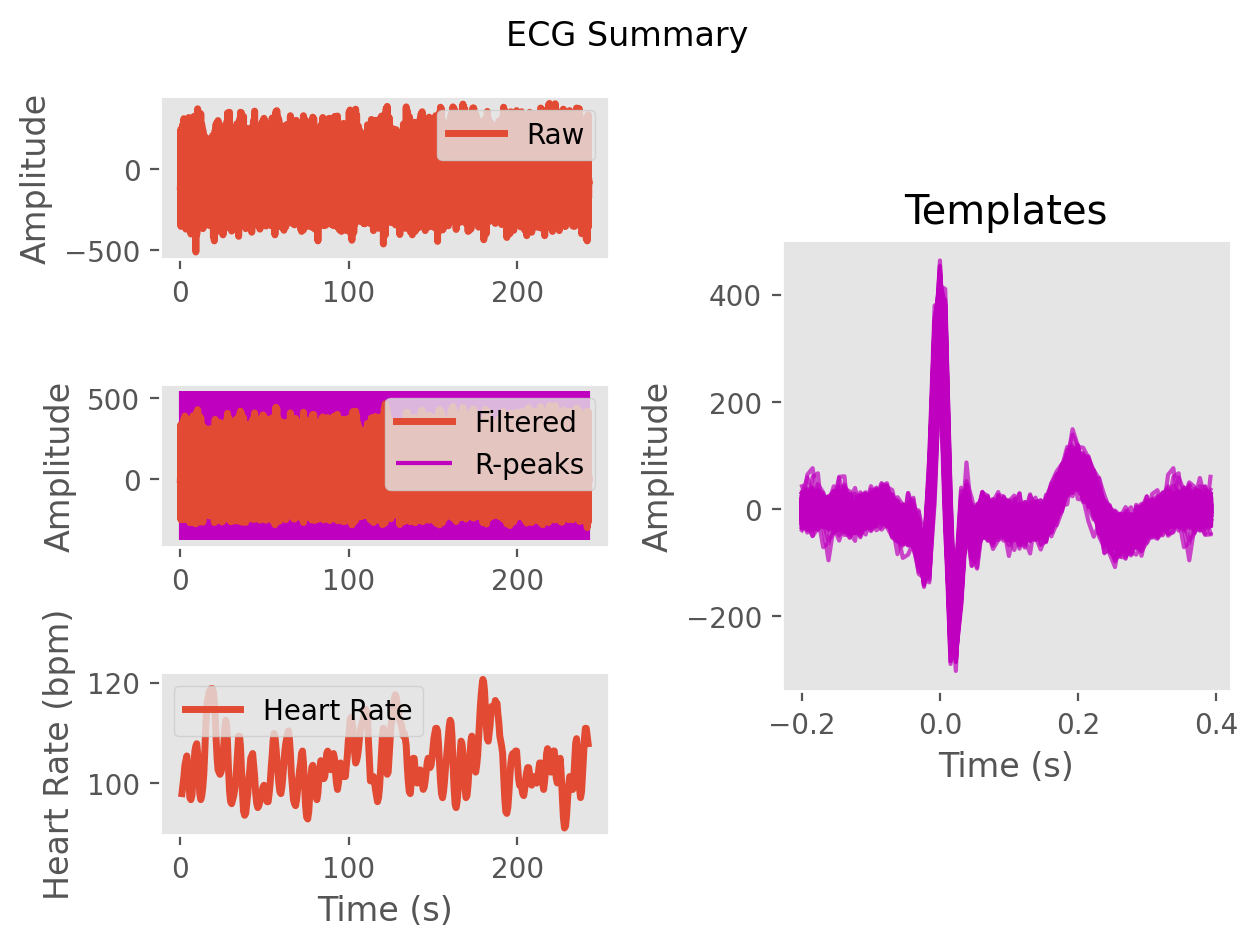 ECG Summary
Amplitude
0
−500
Raw
0 100 200
Amplitude
500
0
Filtered
R-peaks
0 100 200
Heart Rate (bpm)
120
100
Heart Rate
0 100 200
Time (s)
Templates
Amplitude
400
200
0
−200
−0.2 0.0 0.2 0.4
Time (s)